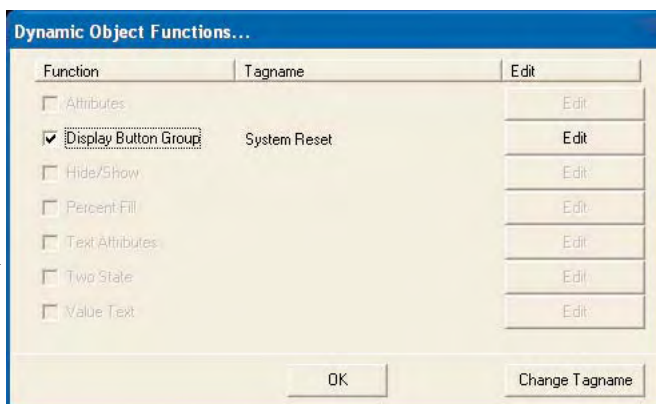 Dynamic Object Functions...
Function Tagname Edit
Attributes Edit
Display Button Group System Reset Edit
Hide/Show Edit
Percent Fill Edit
Text Attributes Edit
Two State Edit
Value Text Edit
OK Change Tagname